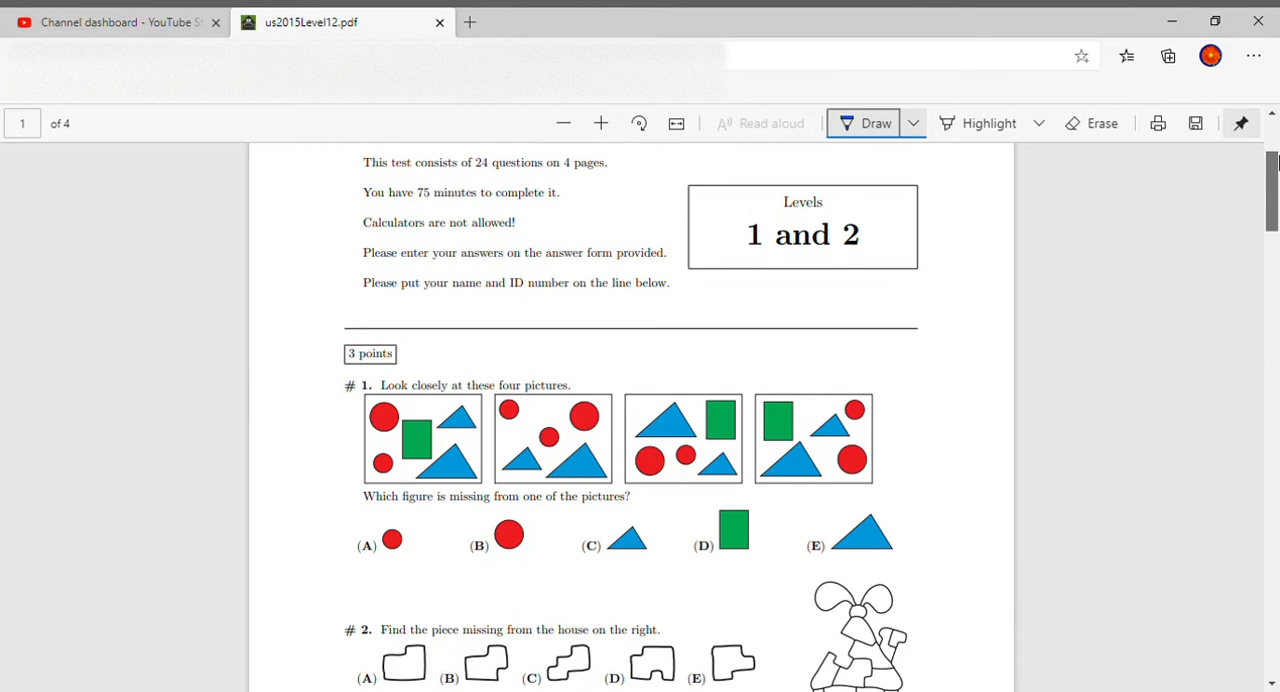 Channel dashboard - YouTube S
us2015Level12.pdf
1 of 4
Read aloud
Draw
Highlight
Erase
This test consists of 24 questions on 4 pages.
You have 75 minutes to complete it.
Calculators are not allowed!
Please enter your answers on the answer form provided.
Please put your name and ID number on the line below.
Levels
1 and 2
3 points
# 1. Look closely at these four pictures.
Which figure is missing from one of the pictures?
(A) (B) (C) (D) (E)
# 2. Find the piece missing from the house on the right.
(A) (B) (C) (D) (E)